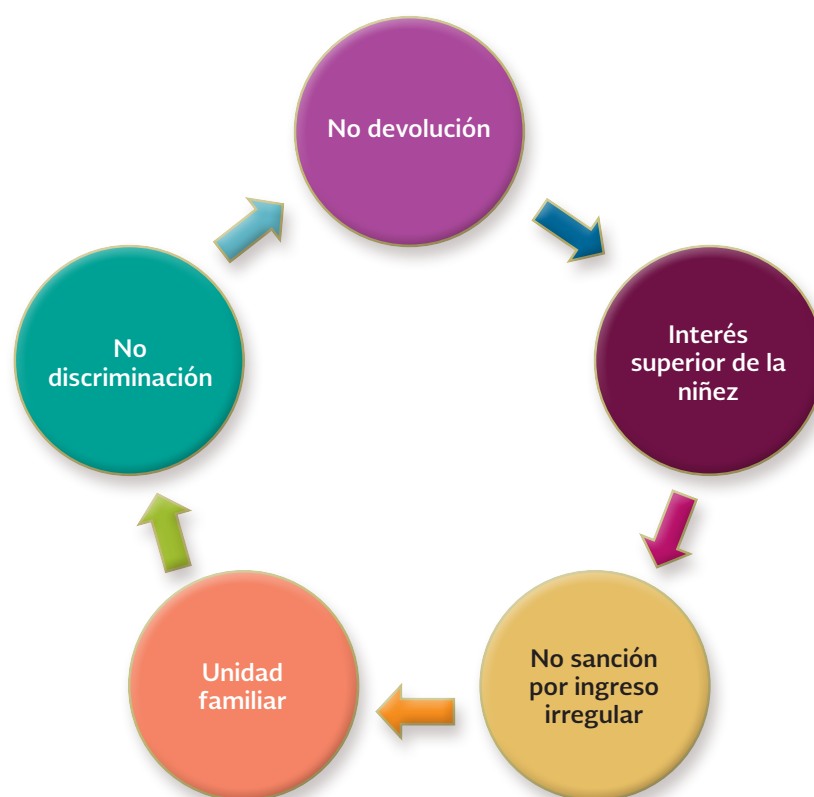 No devolución
Interés
superior de la
niñez
No sanción
por ingreso
irregular
Unidad
familiar
No
discriminación